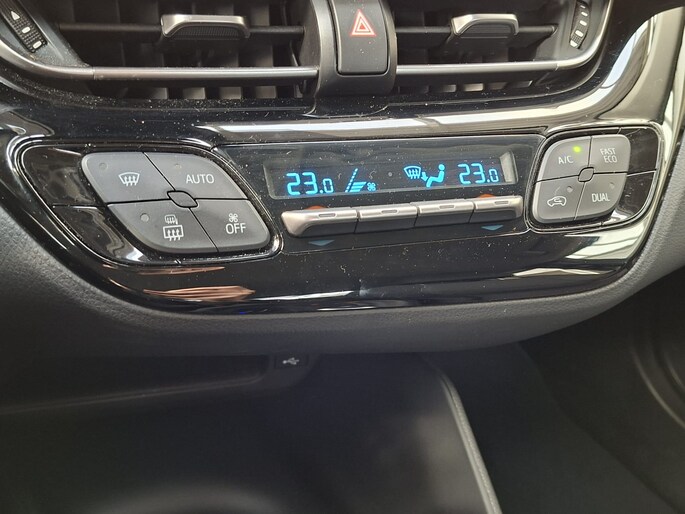 AUTO
OFF
23.0
23.0
A/C
FAST
ECO
DUAL